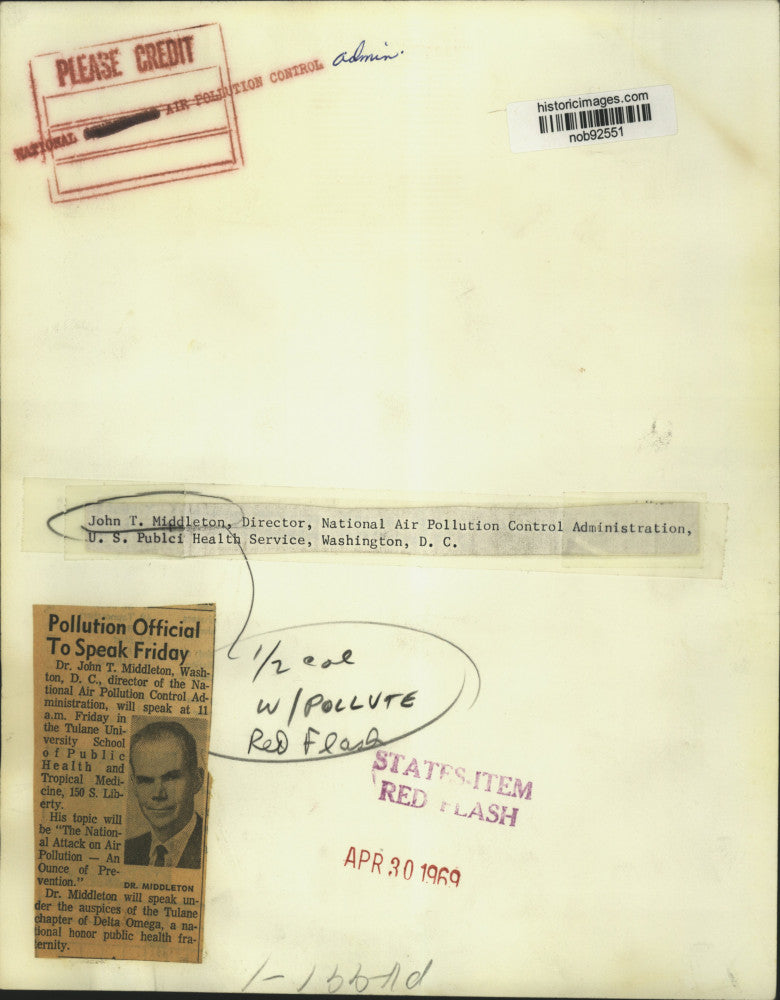 PLEASE CREDIT
NATIONAL AIR POLLUTION CONTROL admin.
historicimages.com
nob92551
John T. Middleton, Director, National Air Pollution Control Administration,
U. S. Publci Health Service, Washington, D. C.
Pollution Official
To Speak Friday
Dr. John T. Middleton, Wash-
ton, D. C., director of the Na-
tional Air Pollution Control Ad-
ministration, will speak at 11
a.m. Friday in
the Tulane Uni-
versity School
of Public
Health and
Tropical Medi-
cine, 150 S. Lib-
erty.
His topic will
be "The Nation-
al Attack on Air
Pollution — An
Ounce of Pre-
vention."
DR. MIDDLETON
Dr. Middleton will speak un-
der the auspices of the Tulane
chapter of Delta Omega, a na-
tional honor public health fra-
ternity.
1/2 col
W/POLLUTE
Red Flash
STATES-ITEM
RED FLASH
APR 30 1969